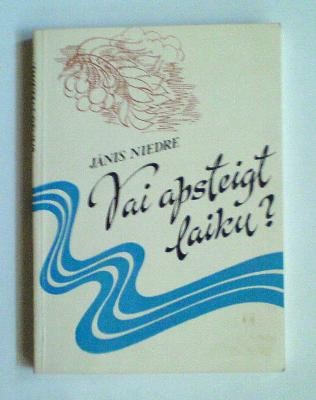 JĀNIS NIEDRE
Vai apsteigt
laiku?